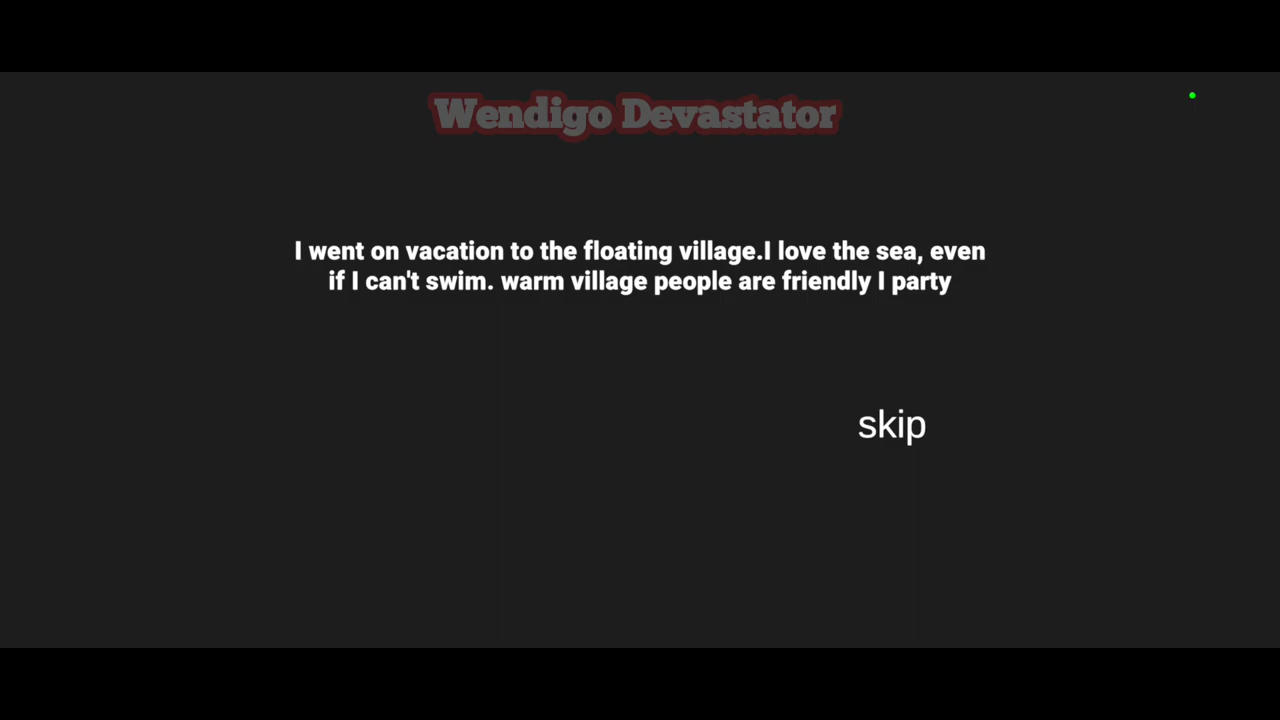 Wendigo Devastator
I went on vacation to the floating village.I love the sea, even
if I can't swim. warm village people are friendly I party
skip